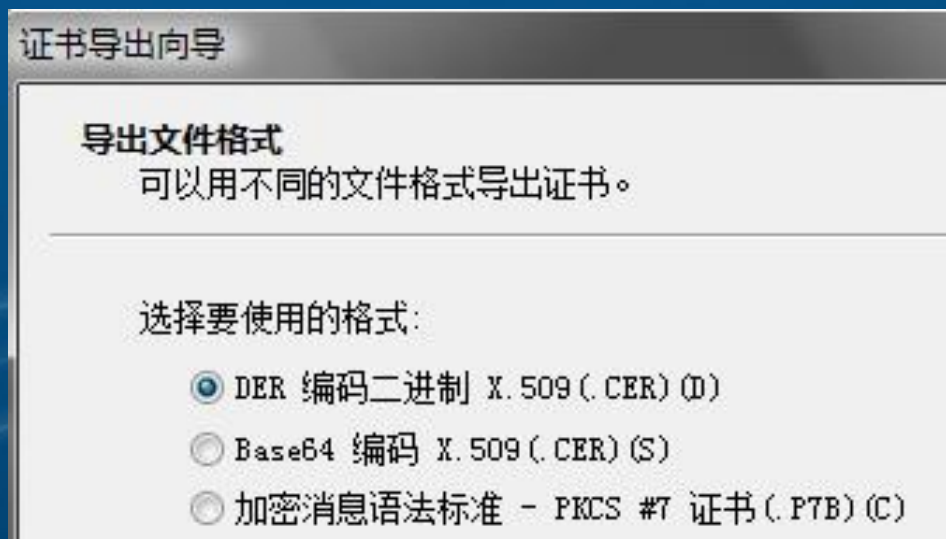 证书导出向导
导出文件格式
可以用不同的文件格式导出证书。
选择要使用的格式:
DER 编码二进制 X.509(.CER)(D)
Base64 编码 X.509(.CER)(S)
加密消息语法标准 - PKCS #7 证书(.P7B)(C)